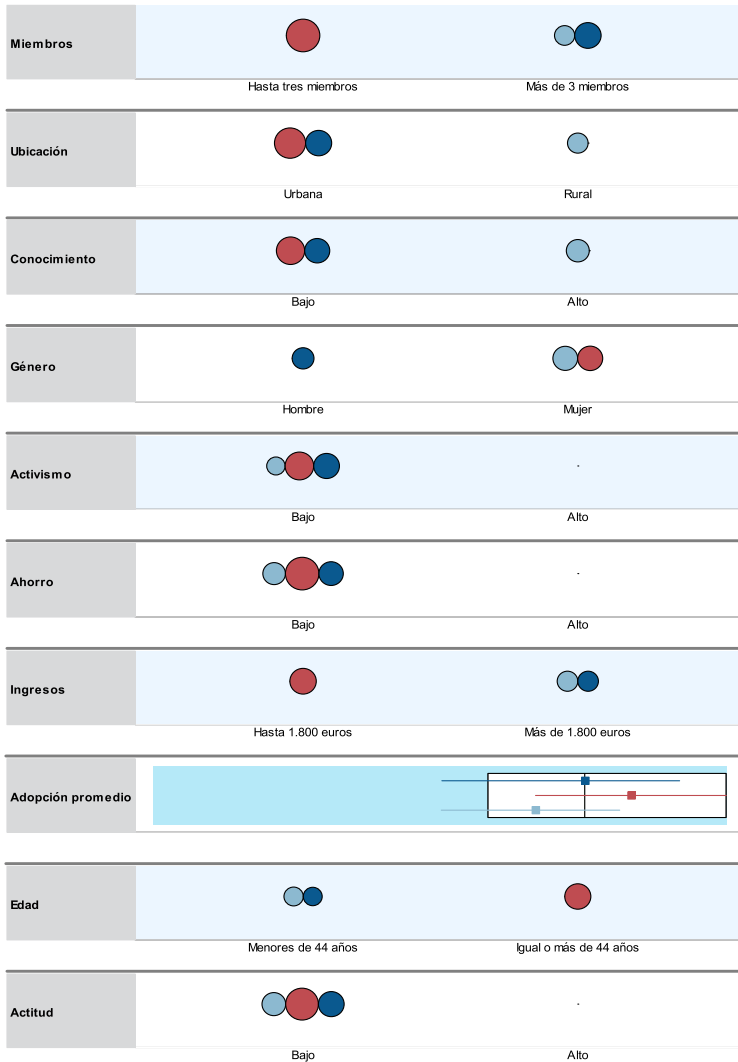 Miembros
Hasta tres miembros Más de 3 miembros
Ubicación
Urbana Rural
Conocimiento
Bajo Alto
Género
Hombre Mujer
Activismo
Bajo Alto
Ahorro
Bajo Alto
Ingresos
Hasta 1.800 euros Más de 1.800 euros
Adopción promedio
Edad
Menores de 44 años Igual o más de 44 años
Actitud
Bajo Alto